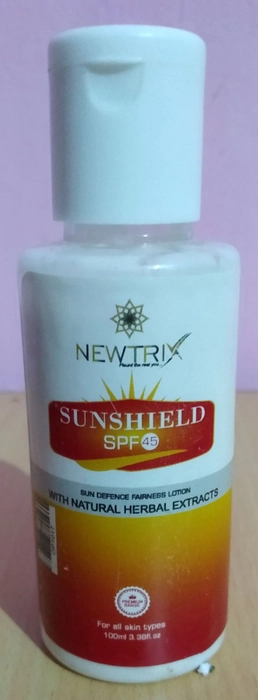 NEWTRIX
SUNSHIELD
SPF 45
SUN DEFENCE FAIRNESS LOTION
WITH NATURAL HERBAL EXTRACTS
PREMIUM
For all skin types
100ml 3.38fl oz